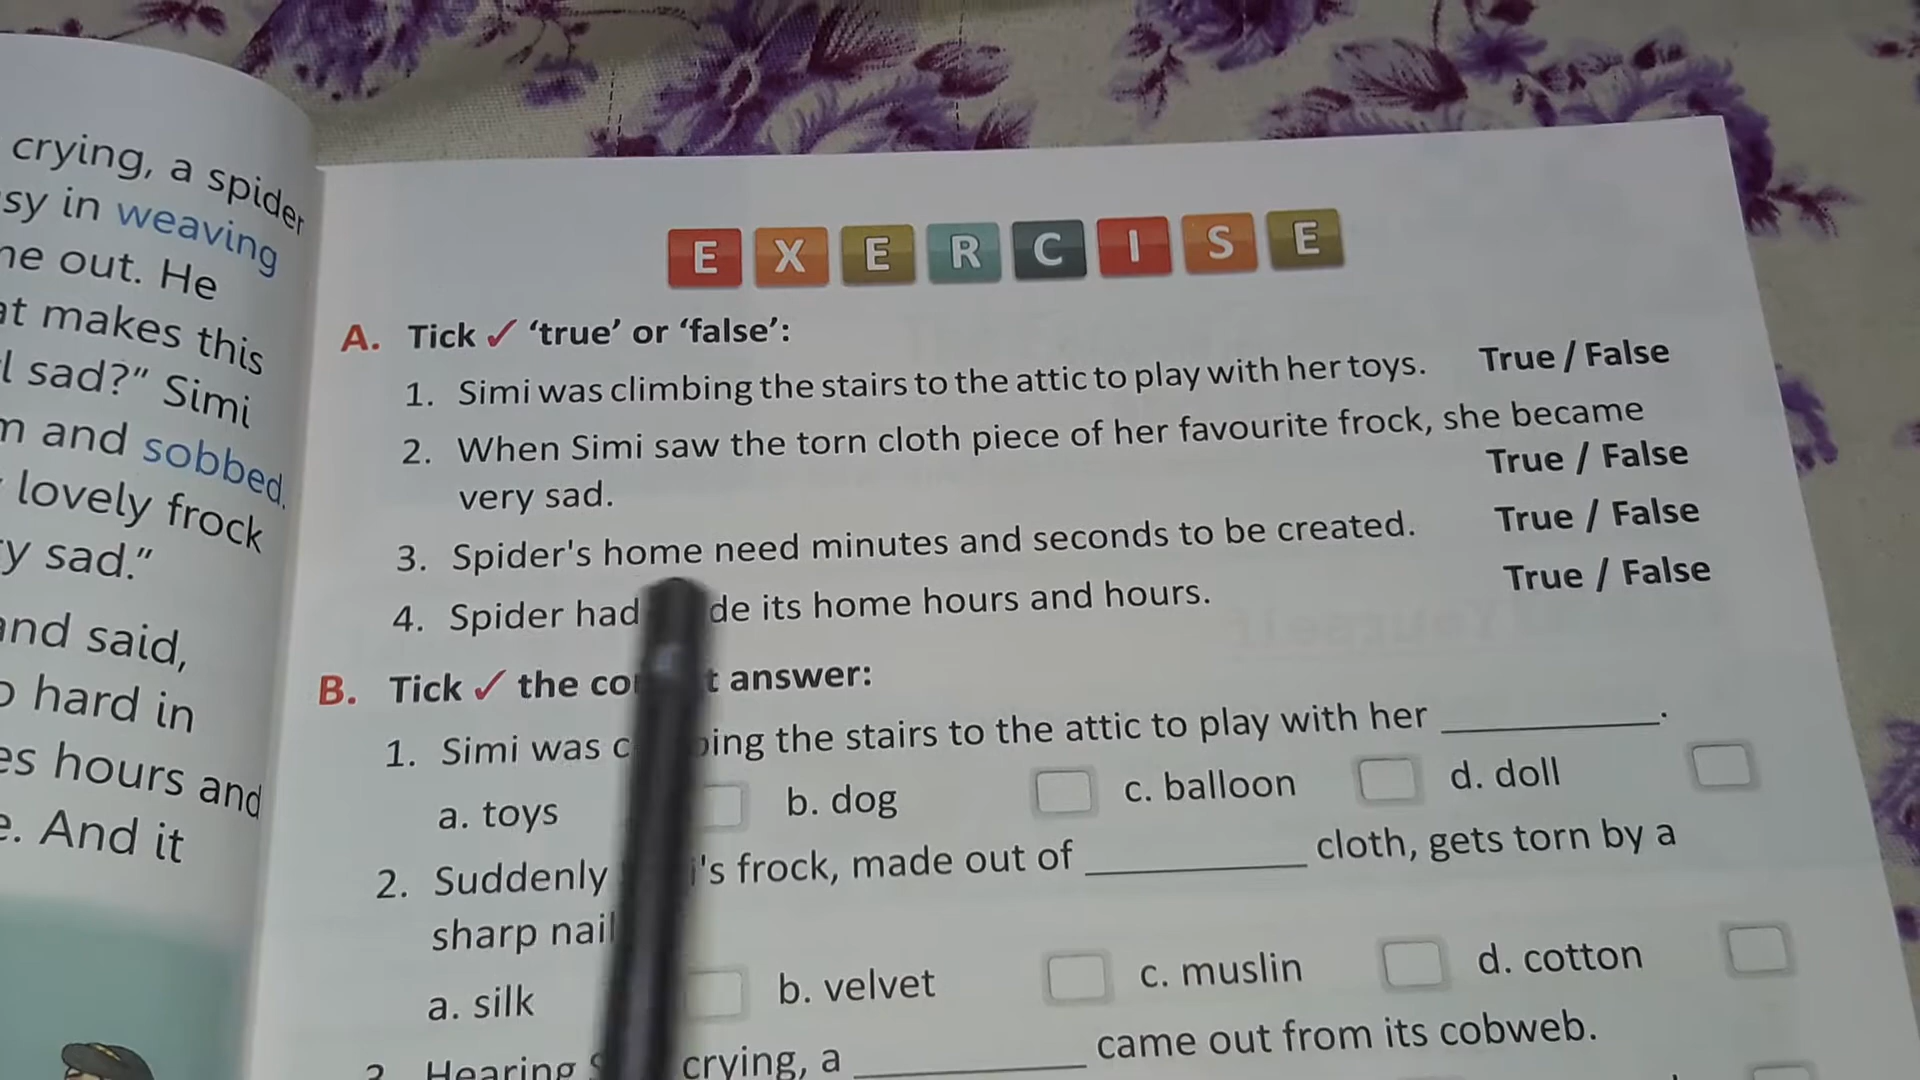 crying, a spider
sy in weaving
ne out. He
at makes this
l sad?" Simi
m and sobbed.
lovely frock
y sad."
and said,
o hard in
es hours and
e. And it
EXERCISE
A. Tick ✓ 'true' or 'false':
1. Simi was climbing the stairs to the attic to play with her toys. True / False
2. When Simi saw the torn cloth piece of her favourite frock, she became
very sad. True / False
3. Spider's home need minutes and seconds to be created. True / False
4. Spider had de its home hours and hours. True / False
B. Tick ✓ the co t answer:
1. Simi was c bing the stairs to the attic to play with her ________.
a. toys b. dog c. balloon d. doll
2. Suddenly i's frock, made out of ________ cloth, gets torn by a
sharp nail
a. silk b. velvet c. muslin d. cotton
Hearing crying, a ________ came out from its cobweb.